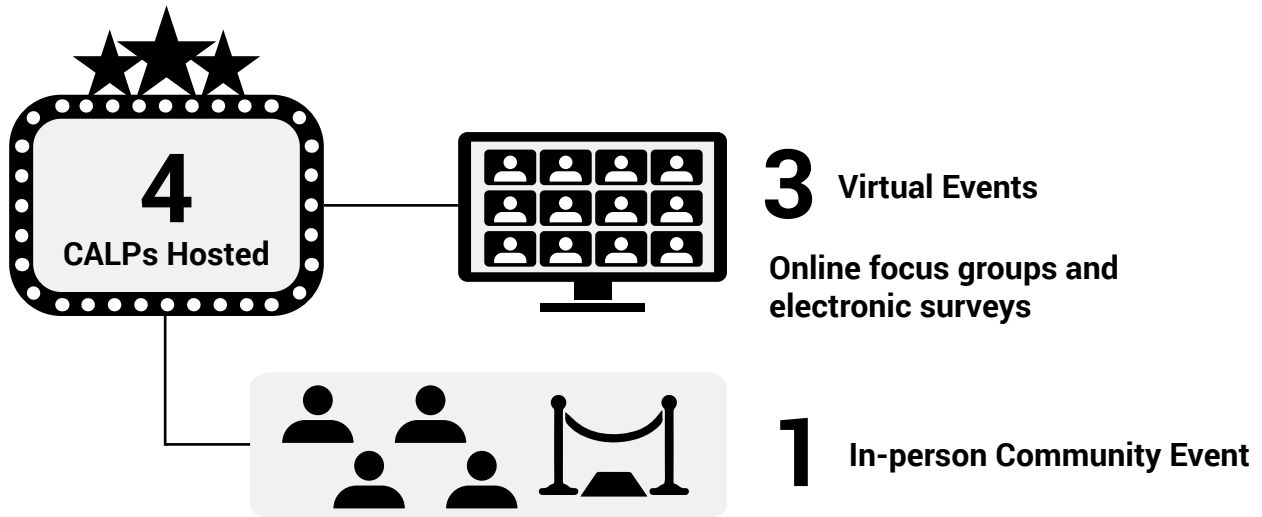 4
CALPs Hosted
3 Virtual Events
Online focus groups and
electronic surveys
1 In-person Community Event